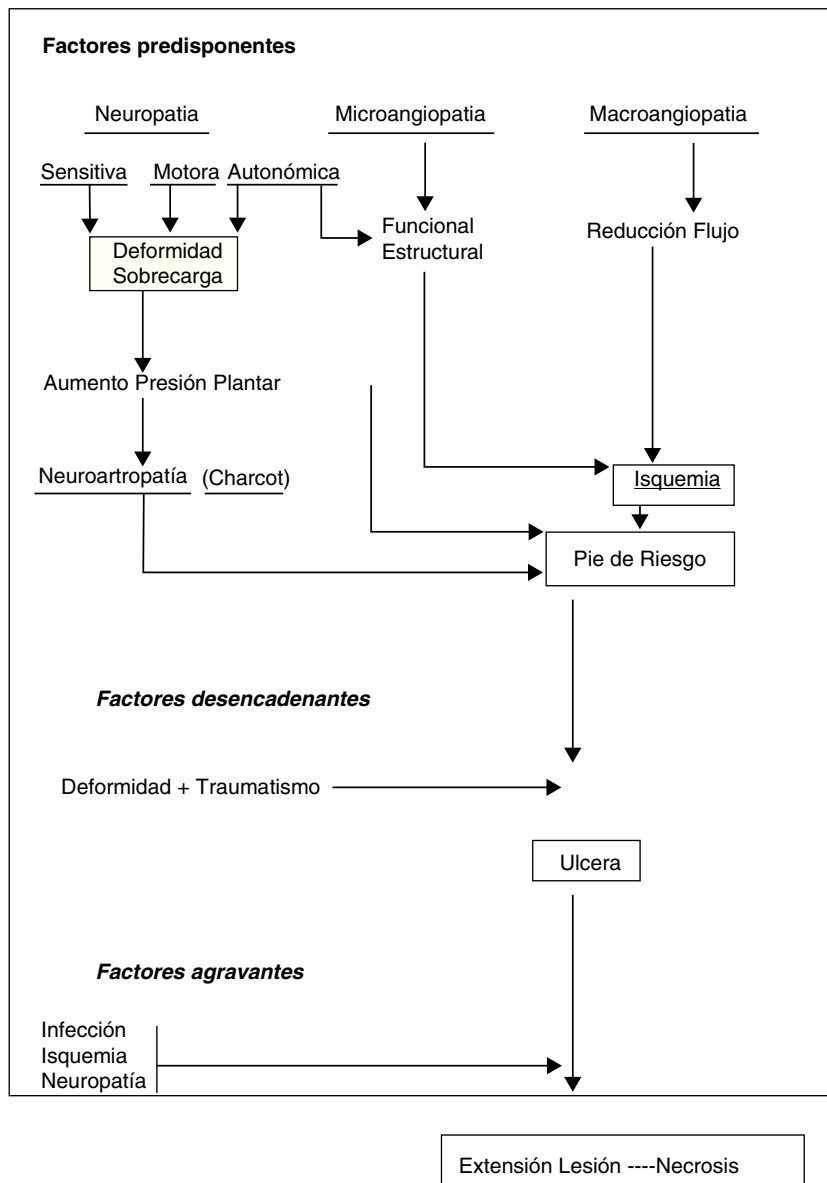 Factores predisponentes
Neuropatia
Microangiopatia
Macroangiopatia
Sensitiva
Motora
Autonómica
Deformidad
Sobrecarga
Funcional
Estructural
Reducción Flujo
Aumento Presión Plantar
Neuroartropatía (Charcot)
Isquemia
Pie de Riesgo
Factores desencadenantes
Deformidad + Traumatismo
Ulcera
Factores agravantes
Infección
Isquemia
Neuropatía
Extensión Lesión ----Necrosis